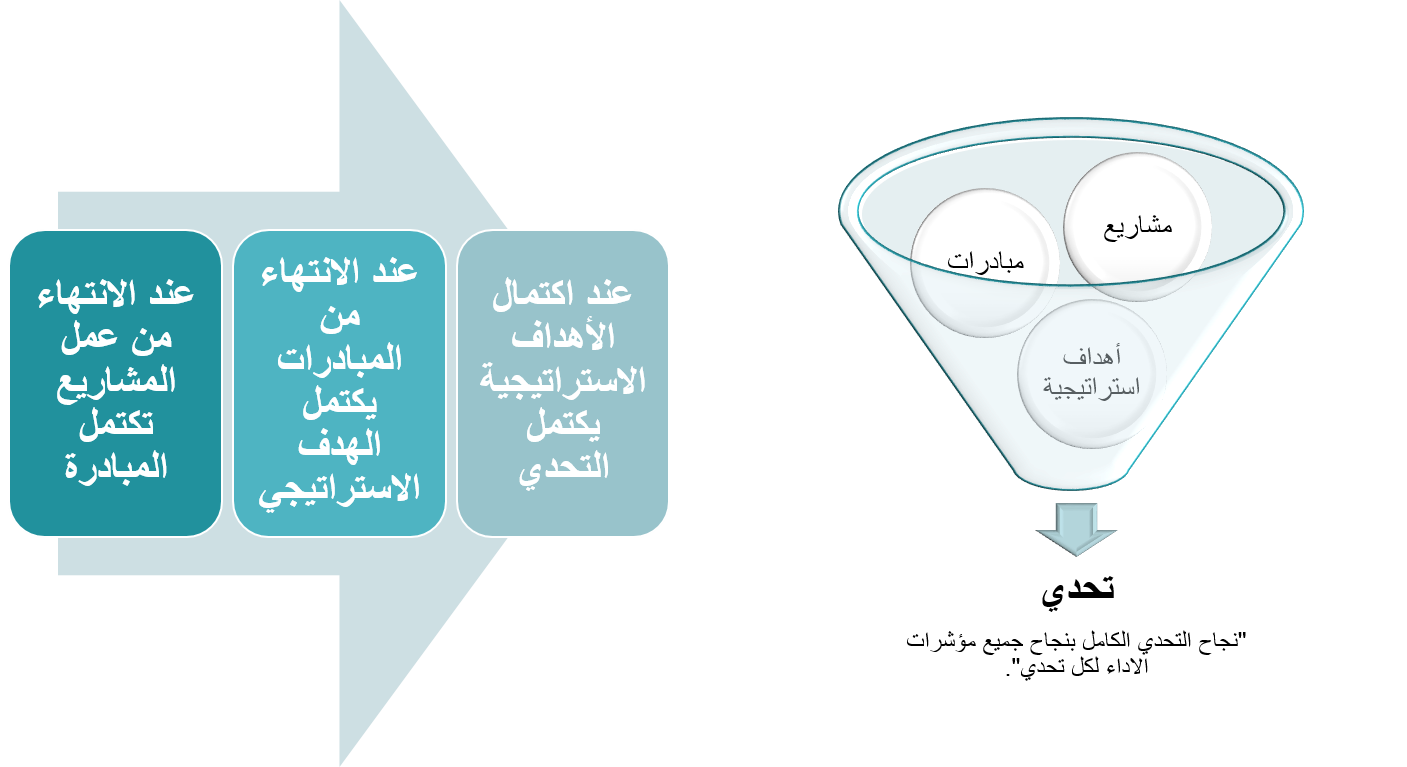 عند الانتهاء
من عمل
المشاريع
تكتمل
المبادرة
عند الانتهاء
من
المبادرات
يكتمل
الهدف
الاستراتيجي
عند اكتمال
الأهداف
الاستراتيجية
يكتمل
التحدي
مشاريع
مبادرات
أهداف
استراتيجية
تحدي
"نجاح التحدي الكامل بنجاح جميع مؤشرات
الاداء لكل تحدي".